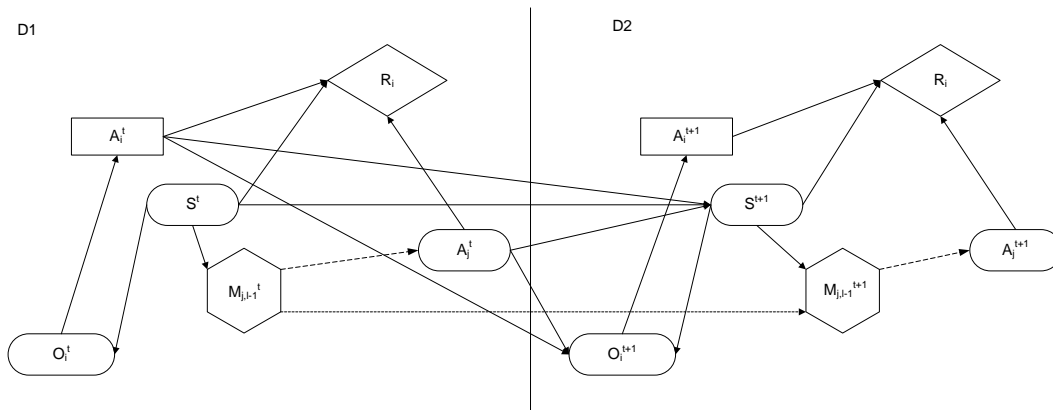 D1
D2
R_i
R_i
A_i^t
A_i^{t+1}
S^t
S^{t+1}
A_j^t
A_j^{t+1}
M_{j,l-1}^t
M_{j,l-1}^{t+1}
O_i^t
O_i^{t+1}